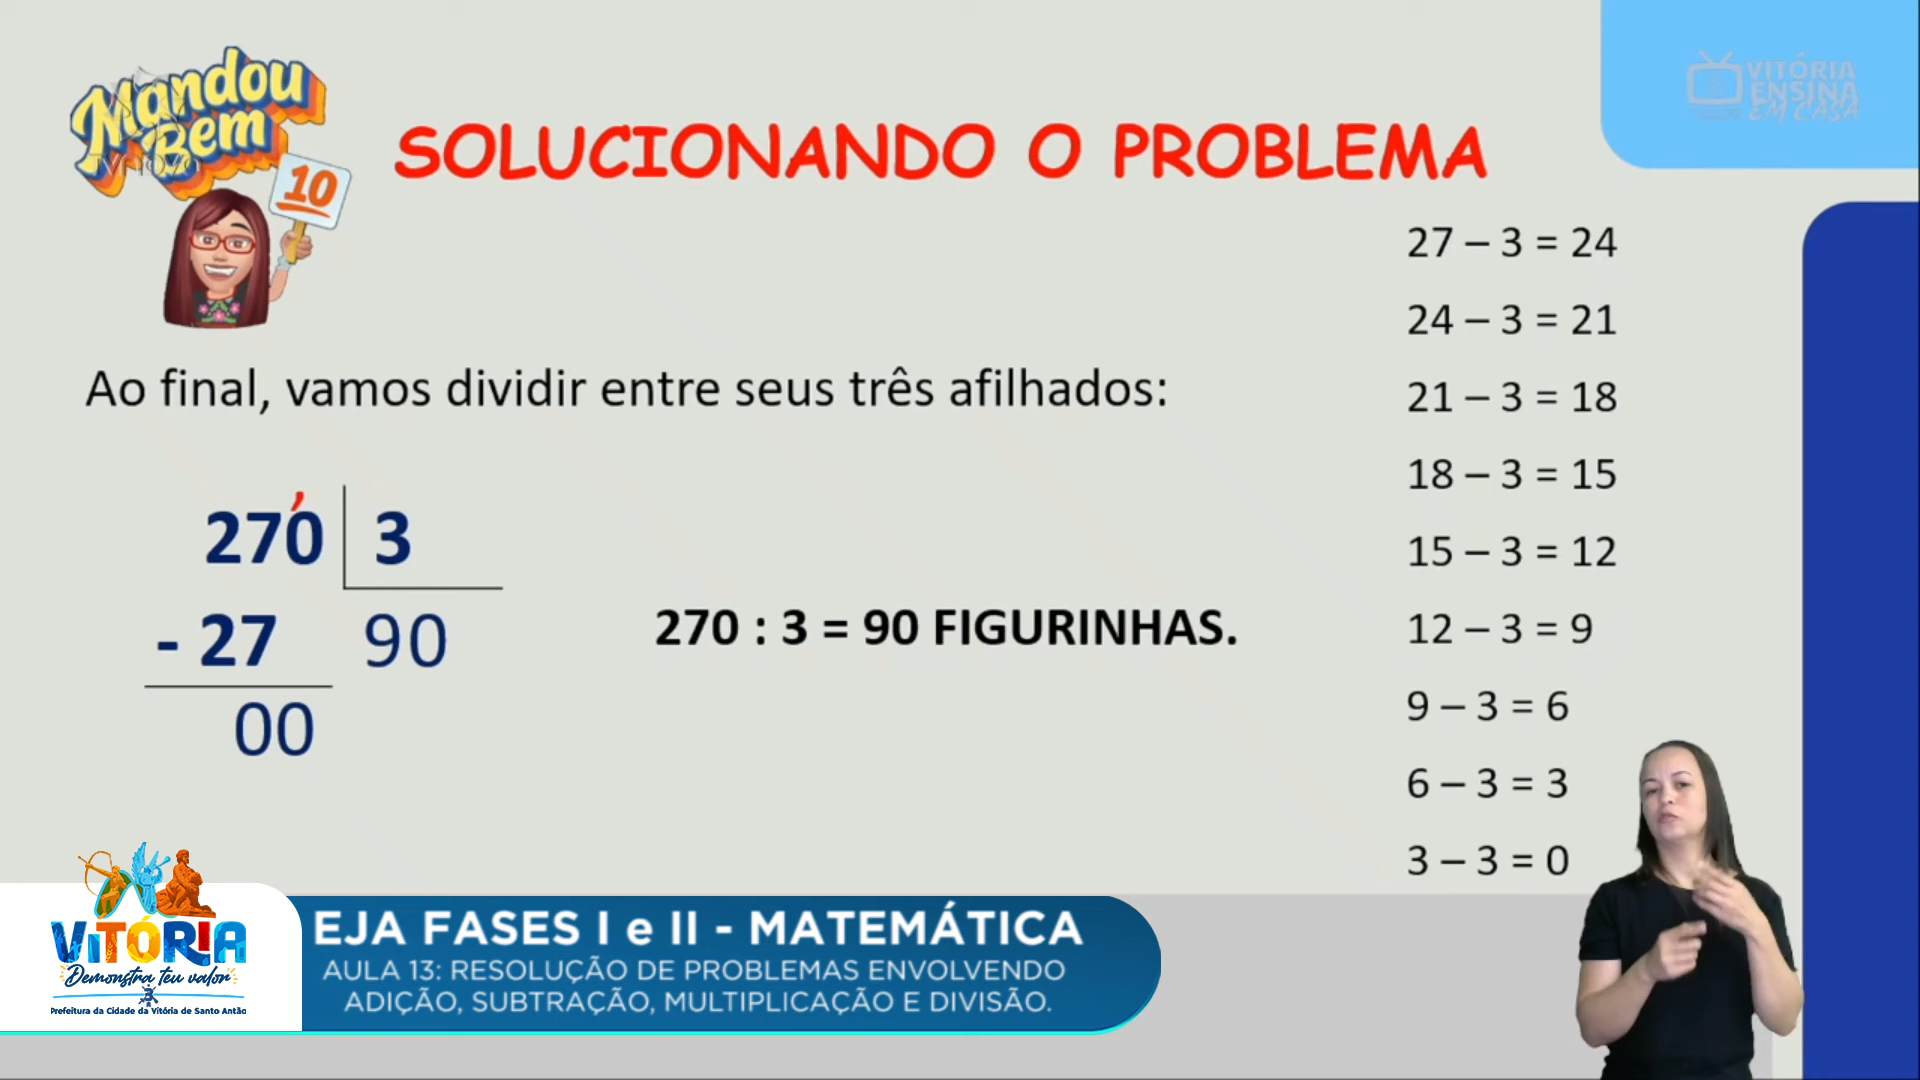 Mandou
Bem
10
VITÓRIA
ENSINA
EM CASA
SOLUCIONANDO O PROBLEMA
Ao final, vamos dividir entre seus três afilhados:
270 3
- 27 90
00
270 : 3 = 90 FIGURINHAS.
27 – 3 = 24
24 – 3 = 21
21 – 3 = 18
18 – 3 = 15
15 – 3 = 12
12 – 3 = 9
9 – 3 = 6
6 – 3 = 3
3 – 3 = 0
VITÓRIA
Demonstra teu valor
Prefeitura da Cidade da Vitória de Santo Antão
EJA FASES I e II - MATEMÁTICA
AULA 13: RESOLUÇÃO DE PROBLEMAS ENVOLVENDO
ADIÇÃO, SUBTRAÇÃO, MULTIPLICAÇÃO E DIVISÃO.